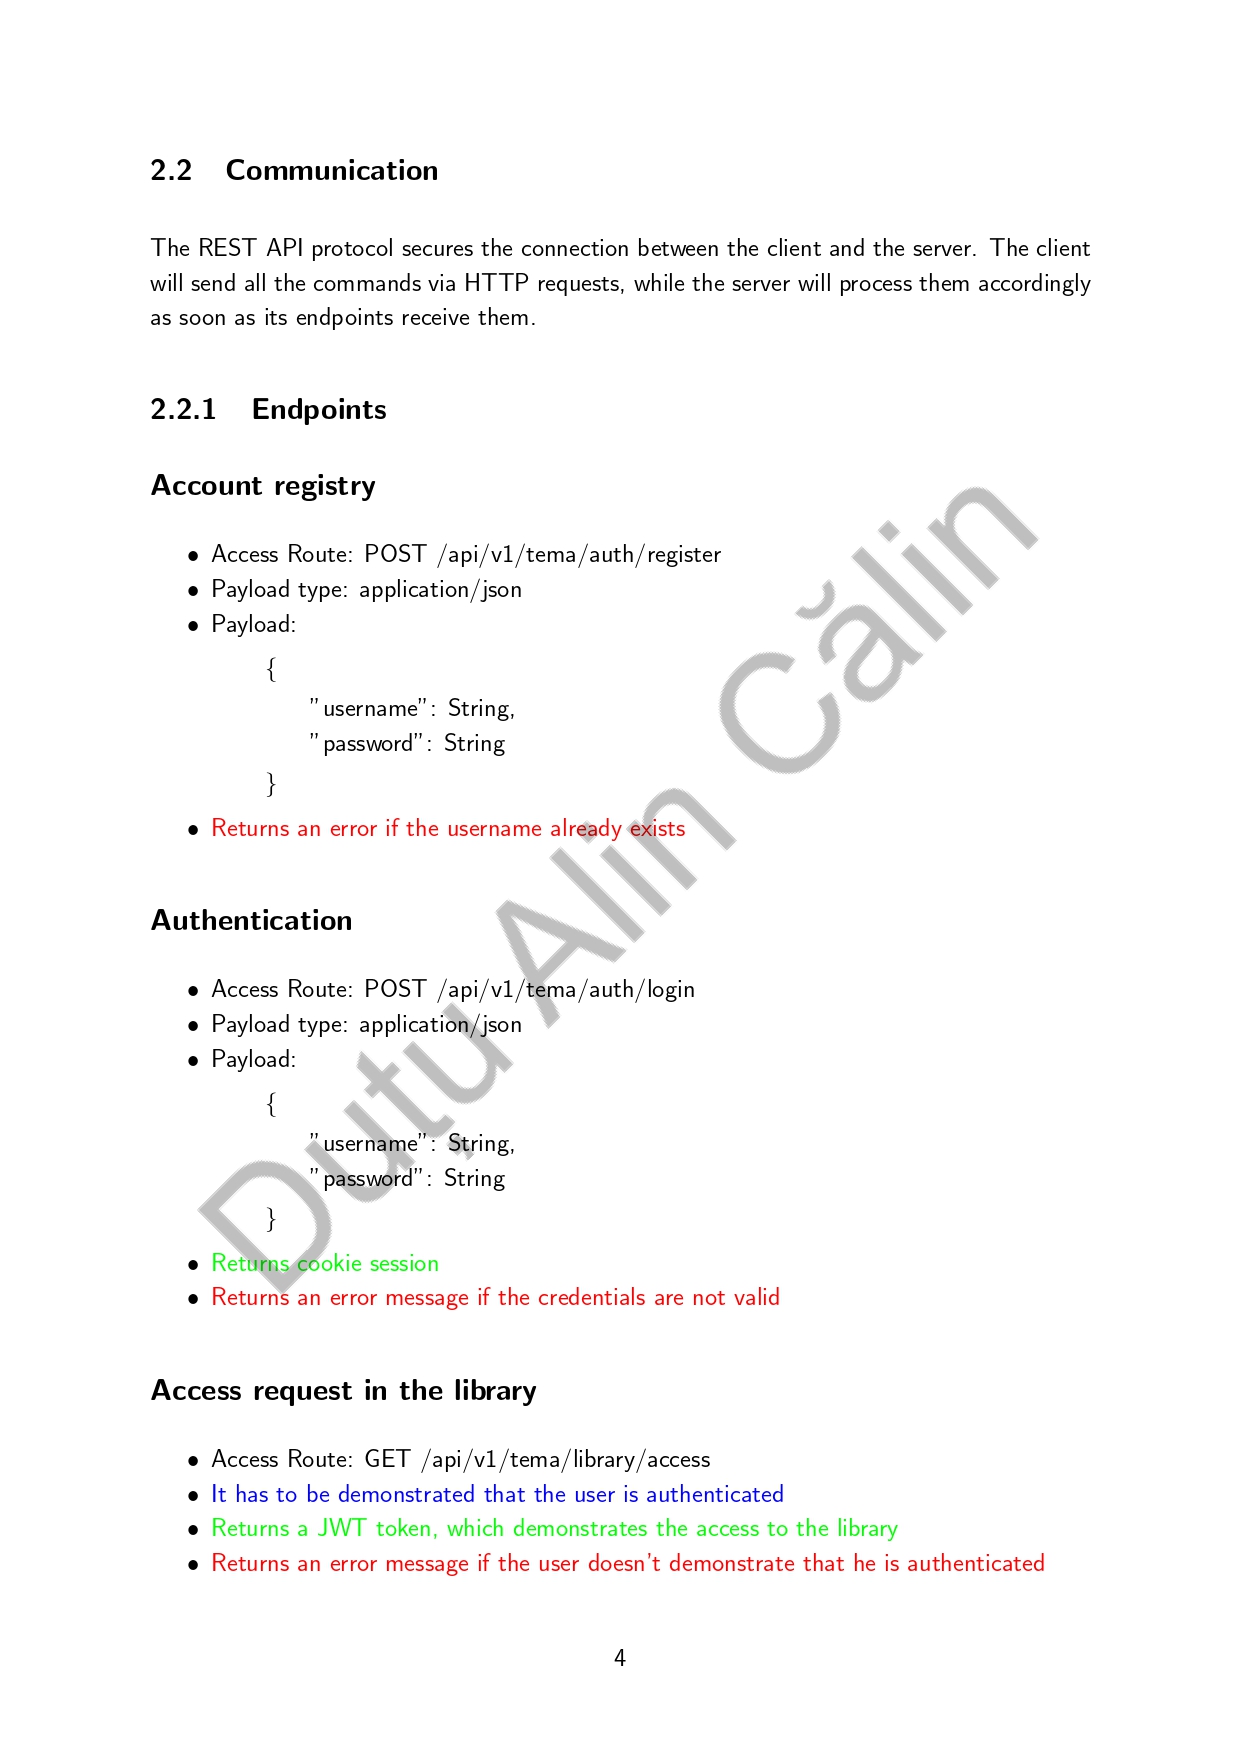 2.2 Communication
The REST API protocol secures the connection between the client and the server. The client
will send all the commands via HTTP requests, while the server will process them accordingly
as soon as its endpoints receive them.
2.2.1 Endpoints
Account registry
• Access Route: POST /api/v1/tema/auth/register
• Payload type: application/json
• Payload:
{
"username": String,
"password": String
}
• Returns an error if the username already exists
Authentication
• Access Route: POST /api/v1/tema/auth/login
• Payload type: application/json
• Payload:
{
"username": String,
"password": String
}
• Returns cookie session
• Returns an error message if the credentials are not valid
Access request in the library
• Access Route: GET /api/v1/tema/library/access
• It has to be demonstrated that the user is authenticated
• Returns a JWT token, which demonstrates the access to the library
• Returns an error message if the user doesn't demonstrate that he is authenticated
4
Duțu Alin Călin